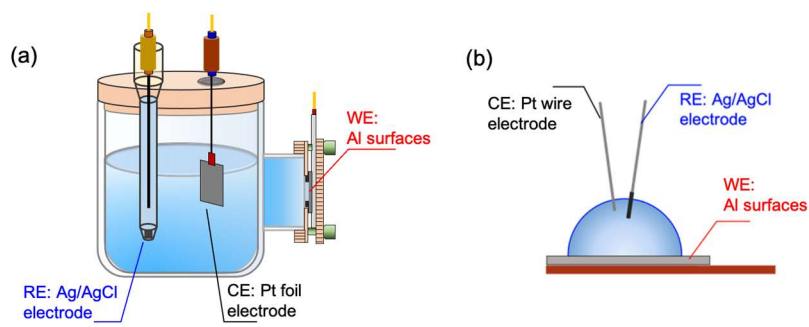 (a)
WE:
Al surfaces
RE: Ag/AgCl
electrode
CE: Pt foil
electrode
(b)
CE: Pt wire
electrode
RE: Ag/AgCl
electrode
WE:
Al surfaces